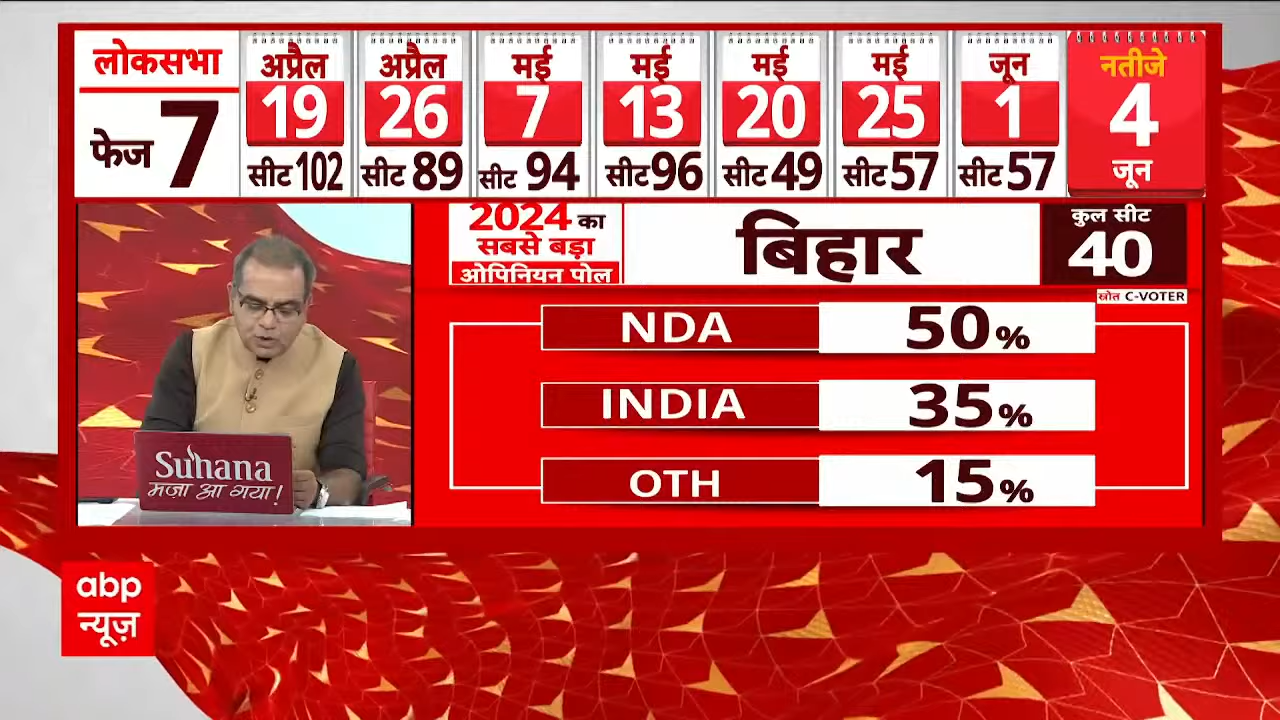 लोकसभा
फेज 7
अप्रैल
19
सीट 102
अप्रैल
26
सीट 89
मई
7
सीट 94
मई
13
सीट 96
मई
20
सीट 49
मई
25
सीट 57
जून
1
सीट 57
नतीजे
4
जून
2024 का
सबसे बड़ा
ओपिनियन पोल
बिहार
कुल सीट
40
स्रोत C-VOTER
NDA 50%
INDIA 35%
OTH 15%
Suhana
मज़ा आ गया!
abp
न्यूज़